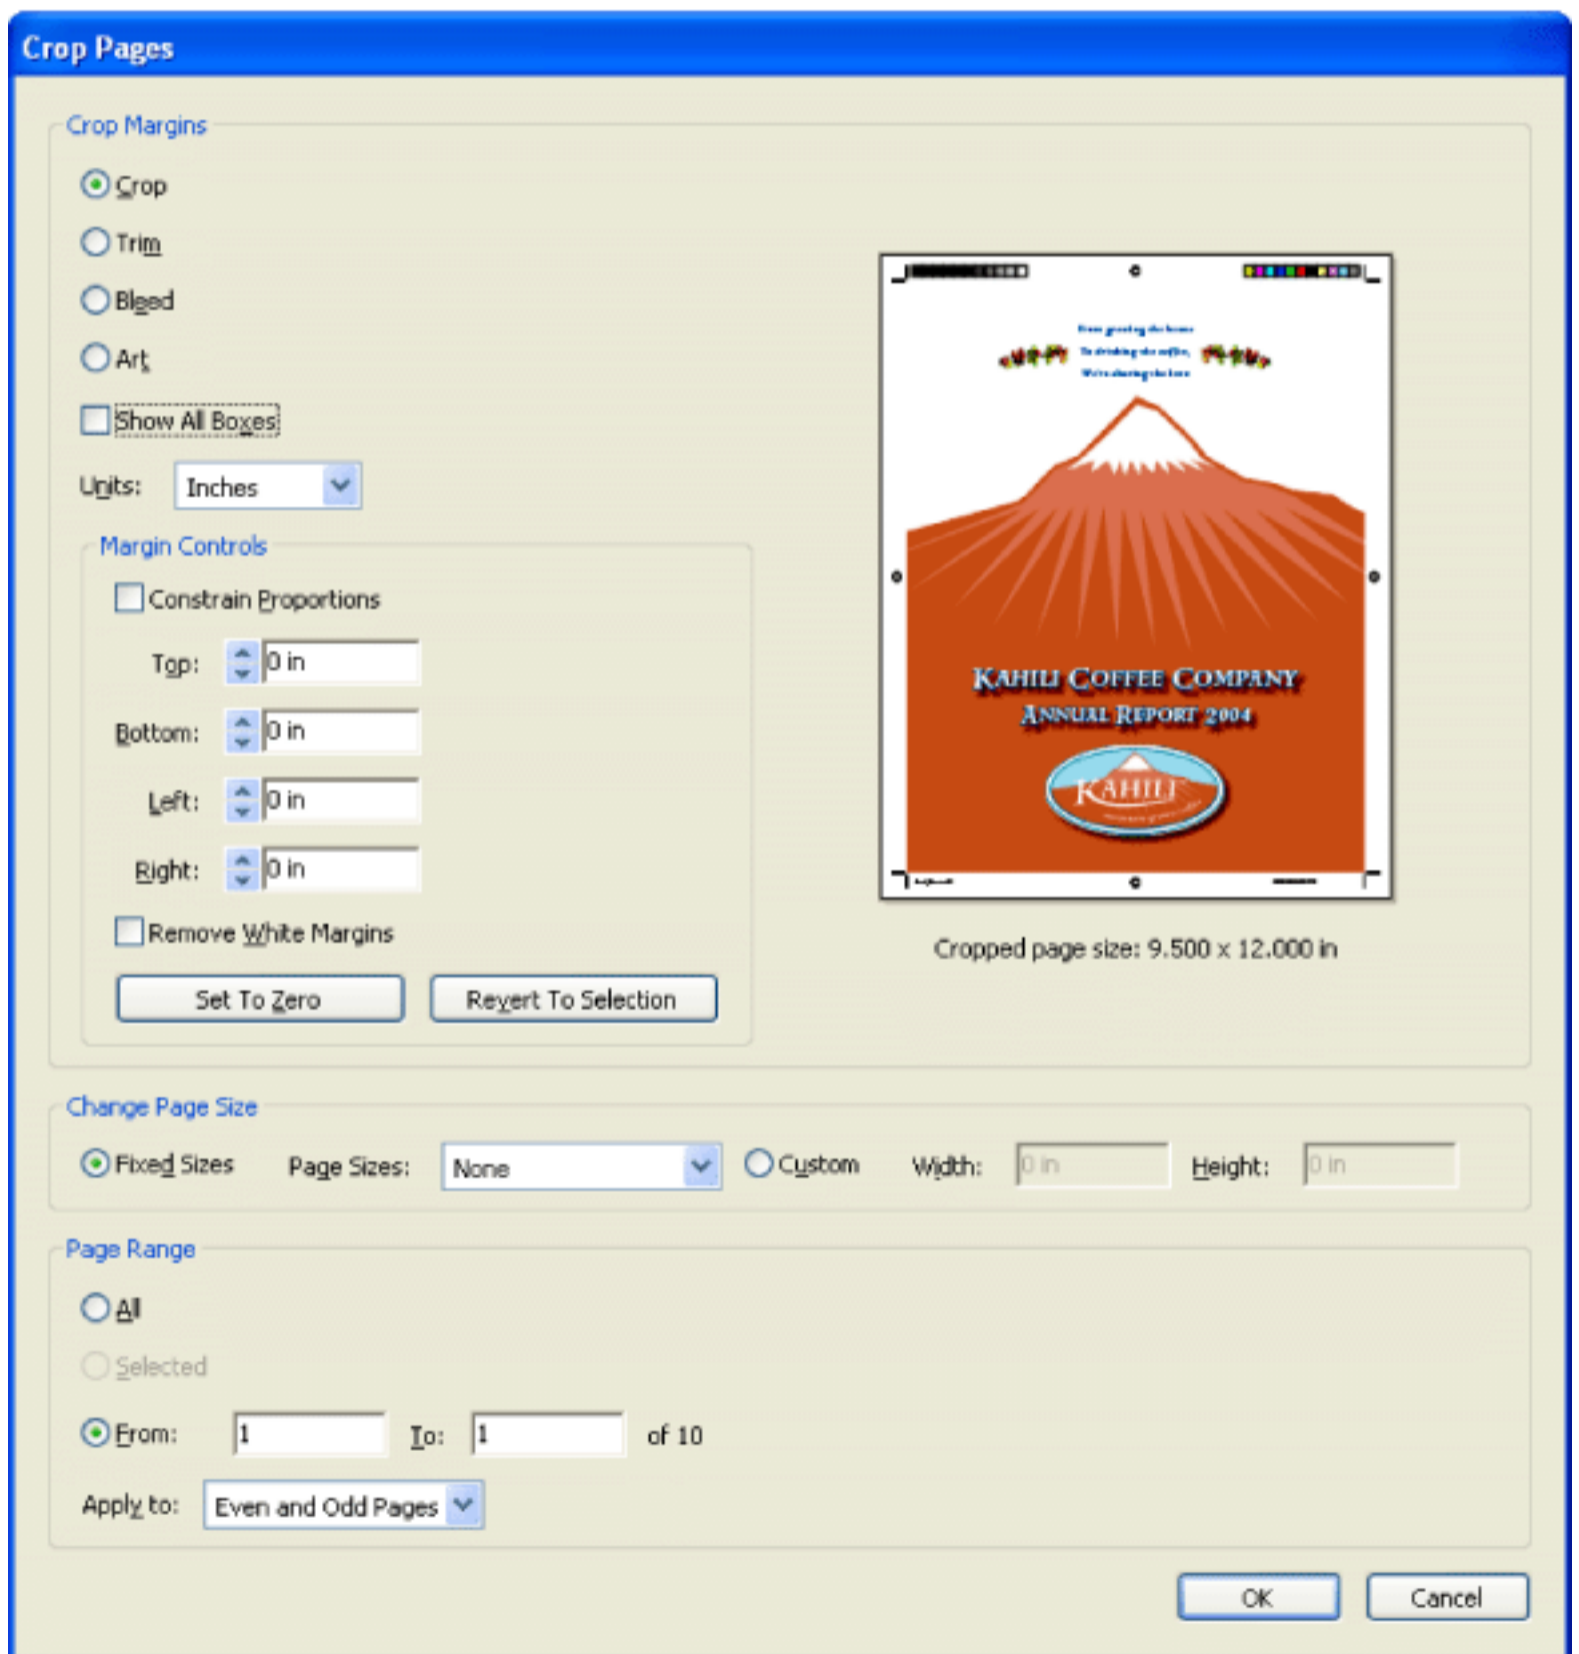 Crop Pages
Crop Margins
Crop
Trim
Bleed
Art
Show All Boxes
Units: Inches
Margin Controls
Constrain Proportions
Top: 0 in
Bottom: 0 in
Left: 0 in
Right: 0 in
Remove White Margins
Set To Zero Revert To Selection
KAHILI COFFEE COMPANY
ANNUAL REPORT 2004
KAHILI
Cropped page size: 9.500 x 12.000 in
Change Page Size
Fixed Sizes Page Sizes: None Custom Width: 0 in Height: 0 in
Page Range
All
Selected
From: 1 To: 1 of 10
Apply to: Even and Odd Pages
OK Cancel